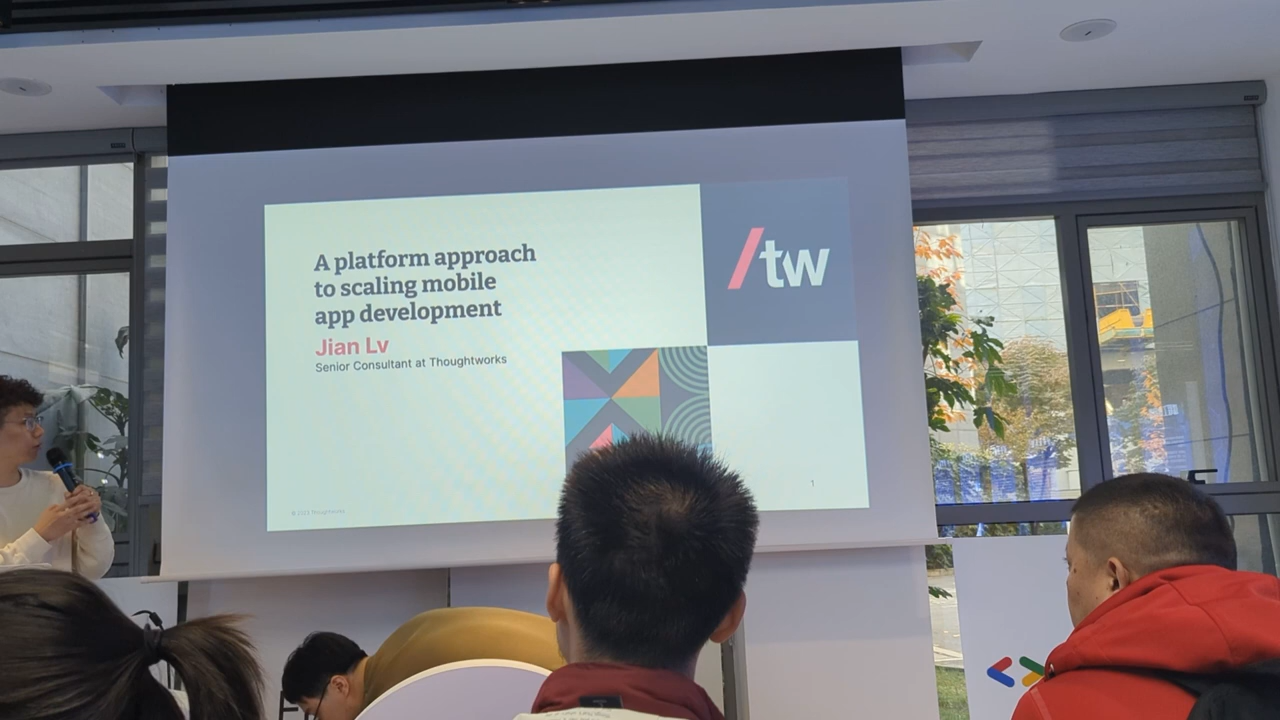 A platform approach
to scaling mobile
app development
Jian Lv
Senior Consultant at Thoughtworks
/tw
1